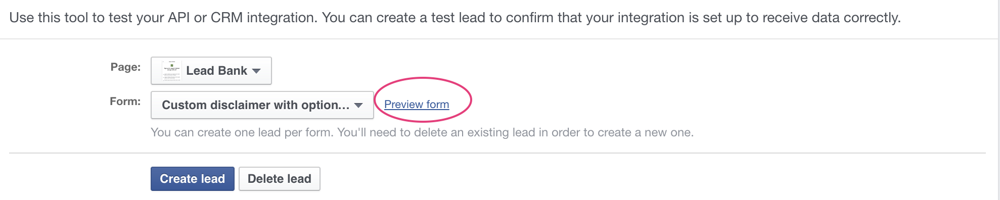 Use this tool to test your API or CRM integration. You can create a test lead to confirm that your integration is set up to receive data correctly.
Page:
Lead Bank
Form:
Custom disclaimer with option...
Preview form
You can create one lead per form. You'll need to delete an existing lead in order to create a new one.
Create lead
Delete lead